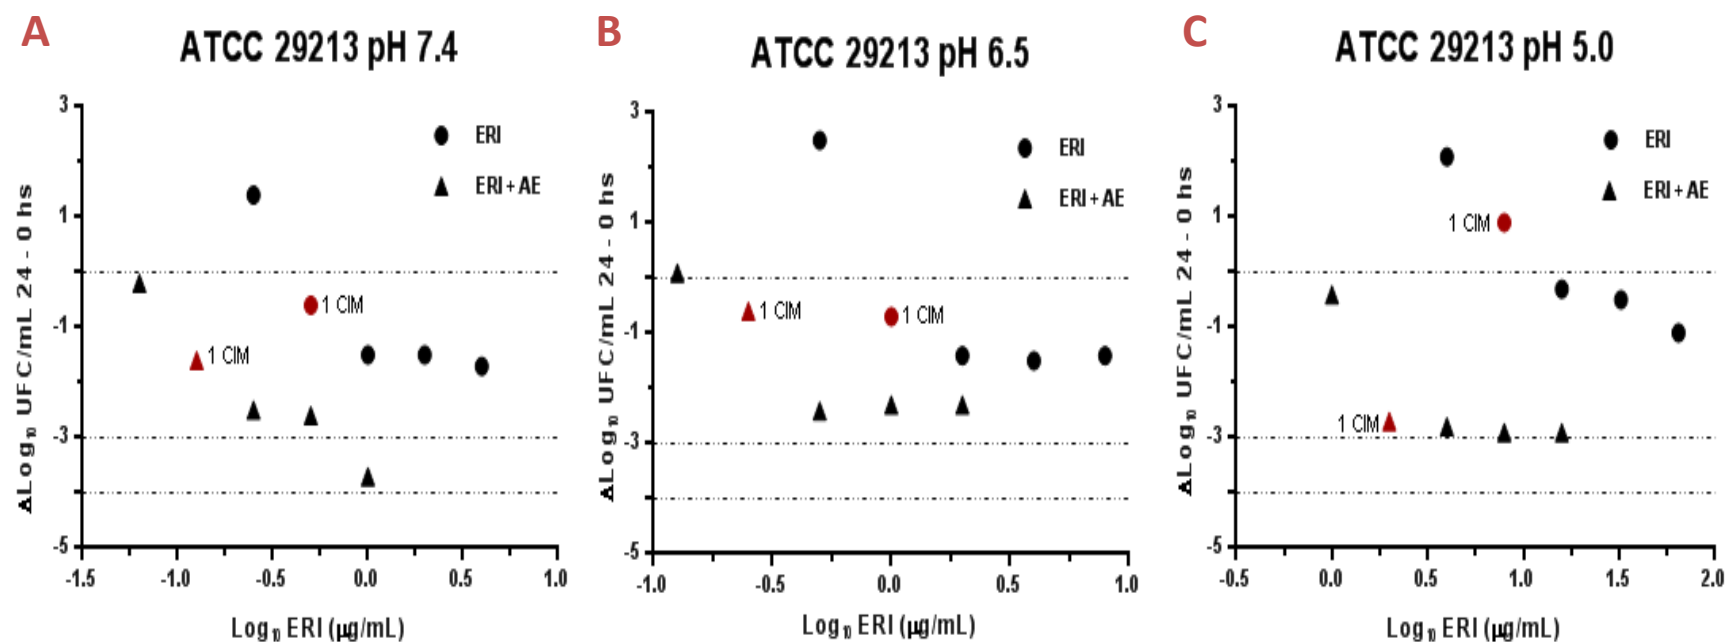 A
ATCC 29213 pH 7.4
ΔLog₁₀ UFC/mL 24 - 0 hs
3
1
-1
-3
-5
ERI
ERI + AE
1 CIM
1 CIM
-1.5 -1.0 -0.5 0.0 0.5 1.0
Log₁₀ ERI (μg/mL)
B
ATCC 29213 pH 6.5
ΔLog₁₀ UFC/mL 24 - 0 hs
3
1
-1
-3
-5
ERI
ERI + AE
1 CIM 1 CIM
-1.0 -0.5 0.0 0.5 1.0
Log₁₀ ERI (μg/mL)
C
ATCC 29213 pH 5.0
ΔLog₁₀ UFC/mL 24 - 0 hs
3
1
-1
-3
-5
ERI
ERI + AE
1 CIM
1 CIM
-0.5 0.0 0.5 1.0 1.5 2.0
Log₁₀ ERI (μg/mL)